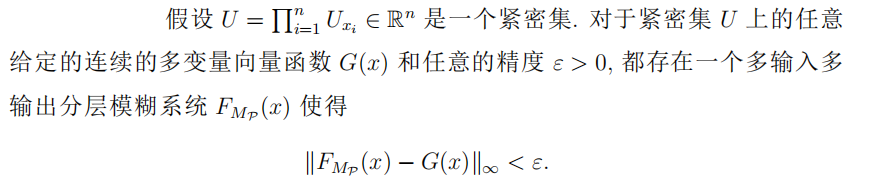 假设 $U = \prod_{i=1}^{n} U_{x_i} \in \mathbb{R}^n$ 是一个紧密集. 对于紧密集 $U$ 上的任意
给定的连续的多变量向量函数 $G(x)$ 和任意的精度 $\varepsilon > 0$, 都存在一个多输入多
输出分层模糊系统 $F_{M_{\mathcal{P}}}(x)$ 使得
$\|F_{M_{\mathcal{P}}}(x) - G(x)\|_{\infty} < \varepsilon.$